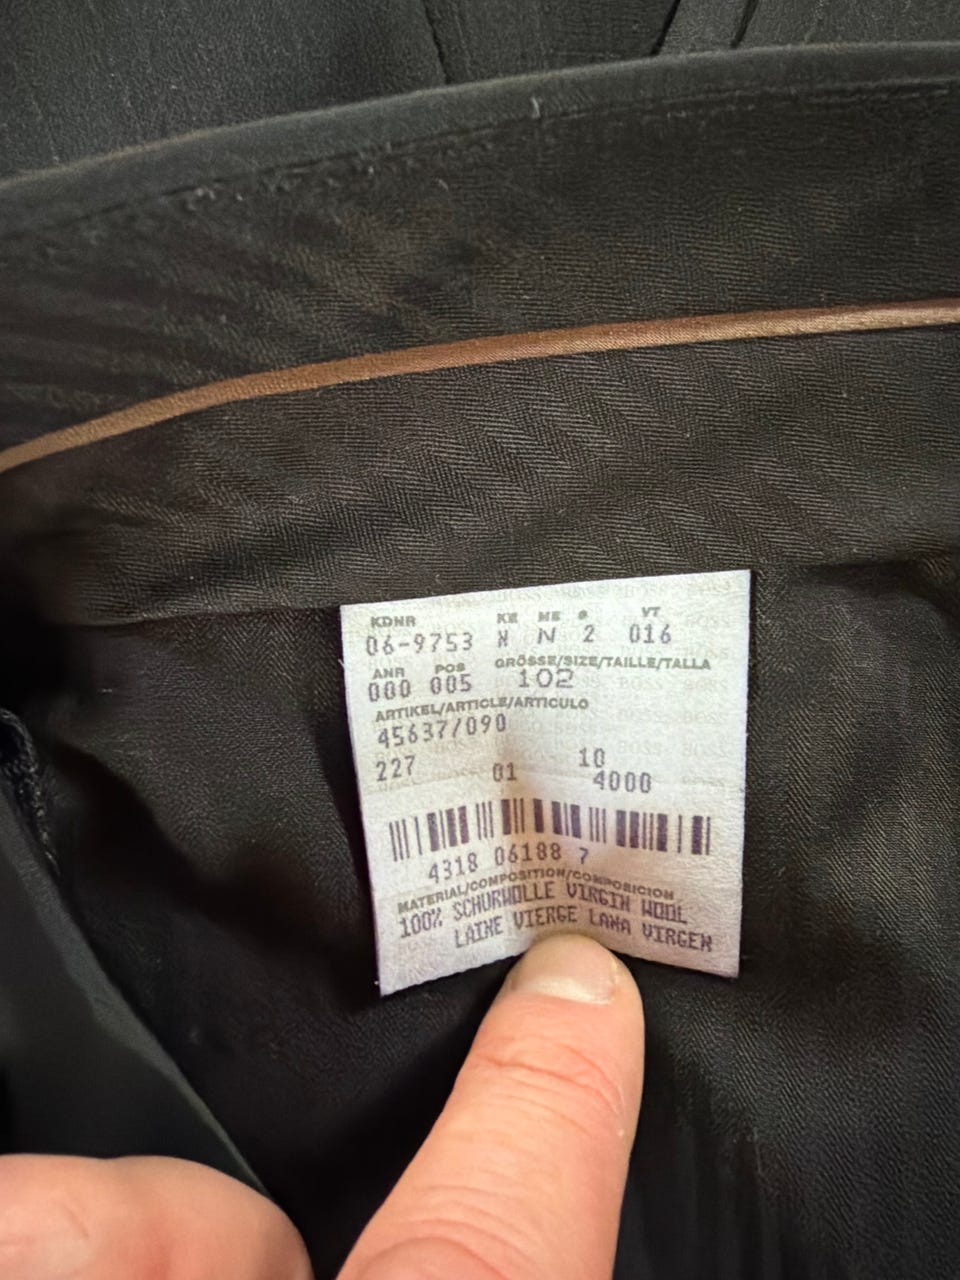 KDNR KE ME YT
06-9753 N N 2 016
ANR POS GRÖSSE/SIZE/TAILLE/TALLA
000 005 102
ARTIKEL/ARTICLE/ARTICULO
45637/090
227 01 10
4000
4318 06188 7
MATERIAL/COMPOSITION/COMPOSICION
100% SCHURWOLLE VIRGIN WOOL
LAINE VIERGE LANA VIRGEN